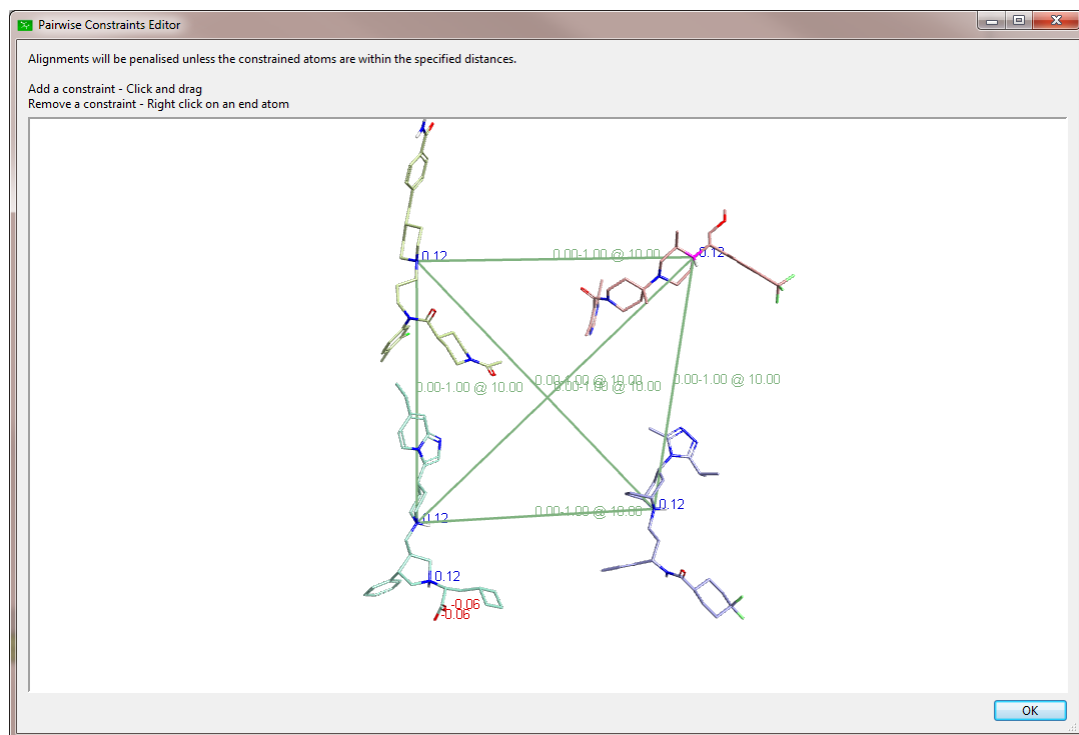 Pairwise Constraints Editor
Alignments will be penalised unless the constrained atoms are within the specified distances.
Add a constraint - Click and drag
Remove a constraint - Right click on an end atom
0.12
0.00-1.00 @ 10.00
0.12
0.00-1.00 @ 10.00
0.00-1.00 @ 10.00
0.00-1.00 @ 10.00
0.00-1.00 @ 10.00
0.12
0.00-1.00 @ 10.00
0.12
0.12
-0.06
-0.06
OK